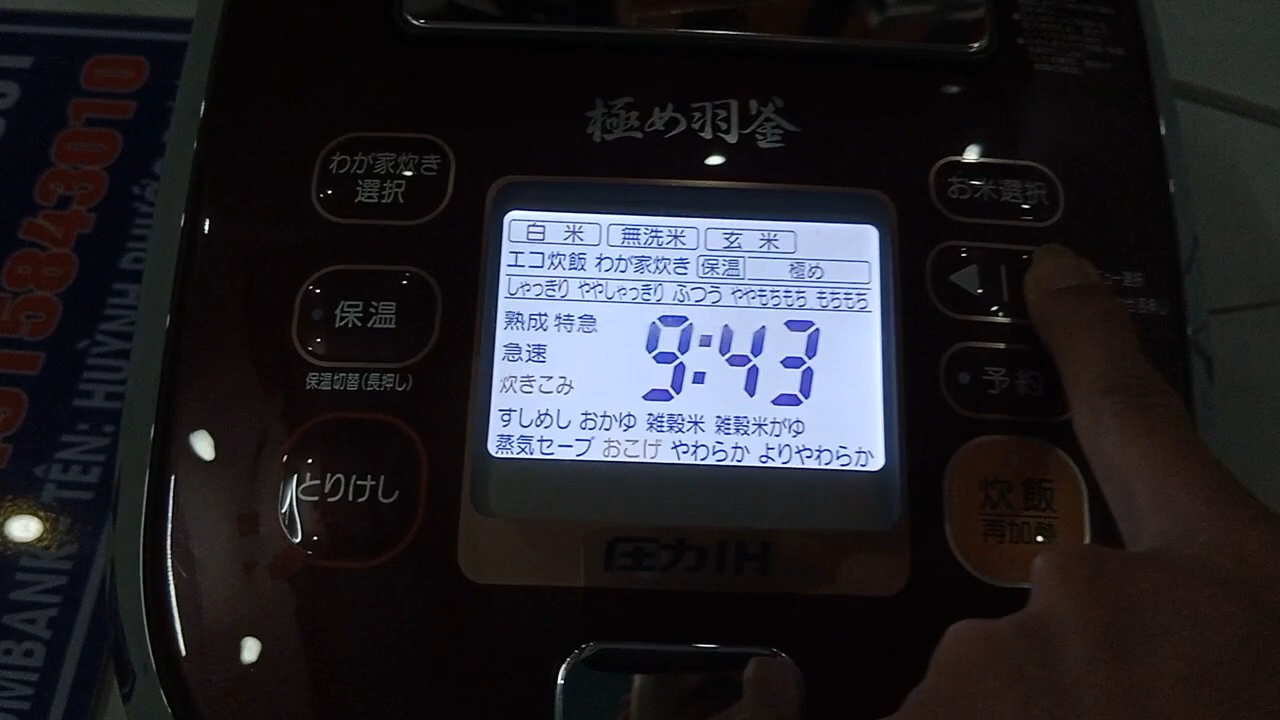 極め羽釜
わが家炊き
選択
お米選択
白米 無洗米 玄米
エコ炊飯 わが家炊き 保温 極め
しゃっきり ややしゃっきり ふつう ややもちもち もちもち
熟成 特急
急速
炊きこみ
9:43
すしめし おかゆ 雑穀米 雑穀米がゆ
蒸気セーブ おこげ やわらか よりやわらか
保温
保温切替(長押し)
とりけし
予約
炊飯
再加熱
圧力IH
1584 3010
TÊN: HUỲNH
MBANK